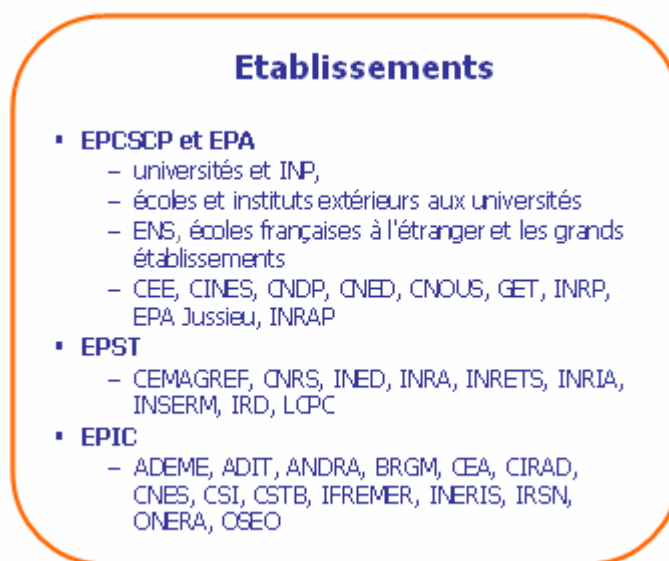 Etablissements
▪ EPCSCP et EPA
– universités et INP,
– écoles et instituts extérieurs aux universités
– ENS, écoles françaises à l'étranger et les grands
établissements
– CEE, CINES, CNDP, CNED, CNOUS, GET, INRP,
EPA Jussieu, INRAP
▪ EPST
– CEMAGREF, CNRS, INED, INRA, INRETS, INRIA,
INSERM, IRD, LCPC
▪ EPIC
– ADEME, ADIT, ANDRA, BRGM, CEA, CIRAD,
CNES, CSI, CSTB, IFREMER, INERIS, IRSN,
ONERA, OSEO